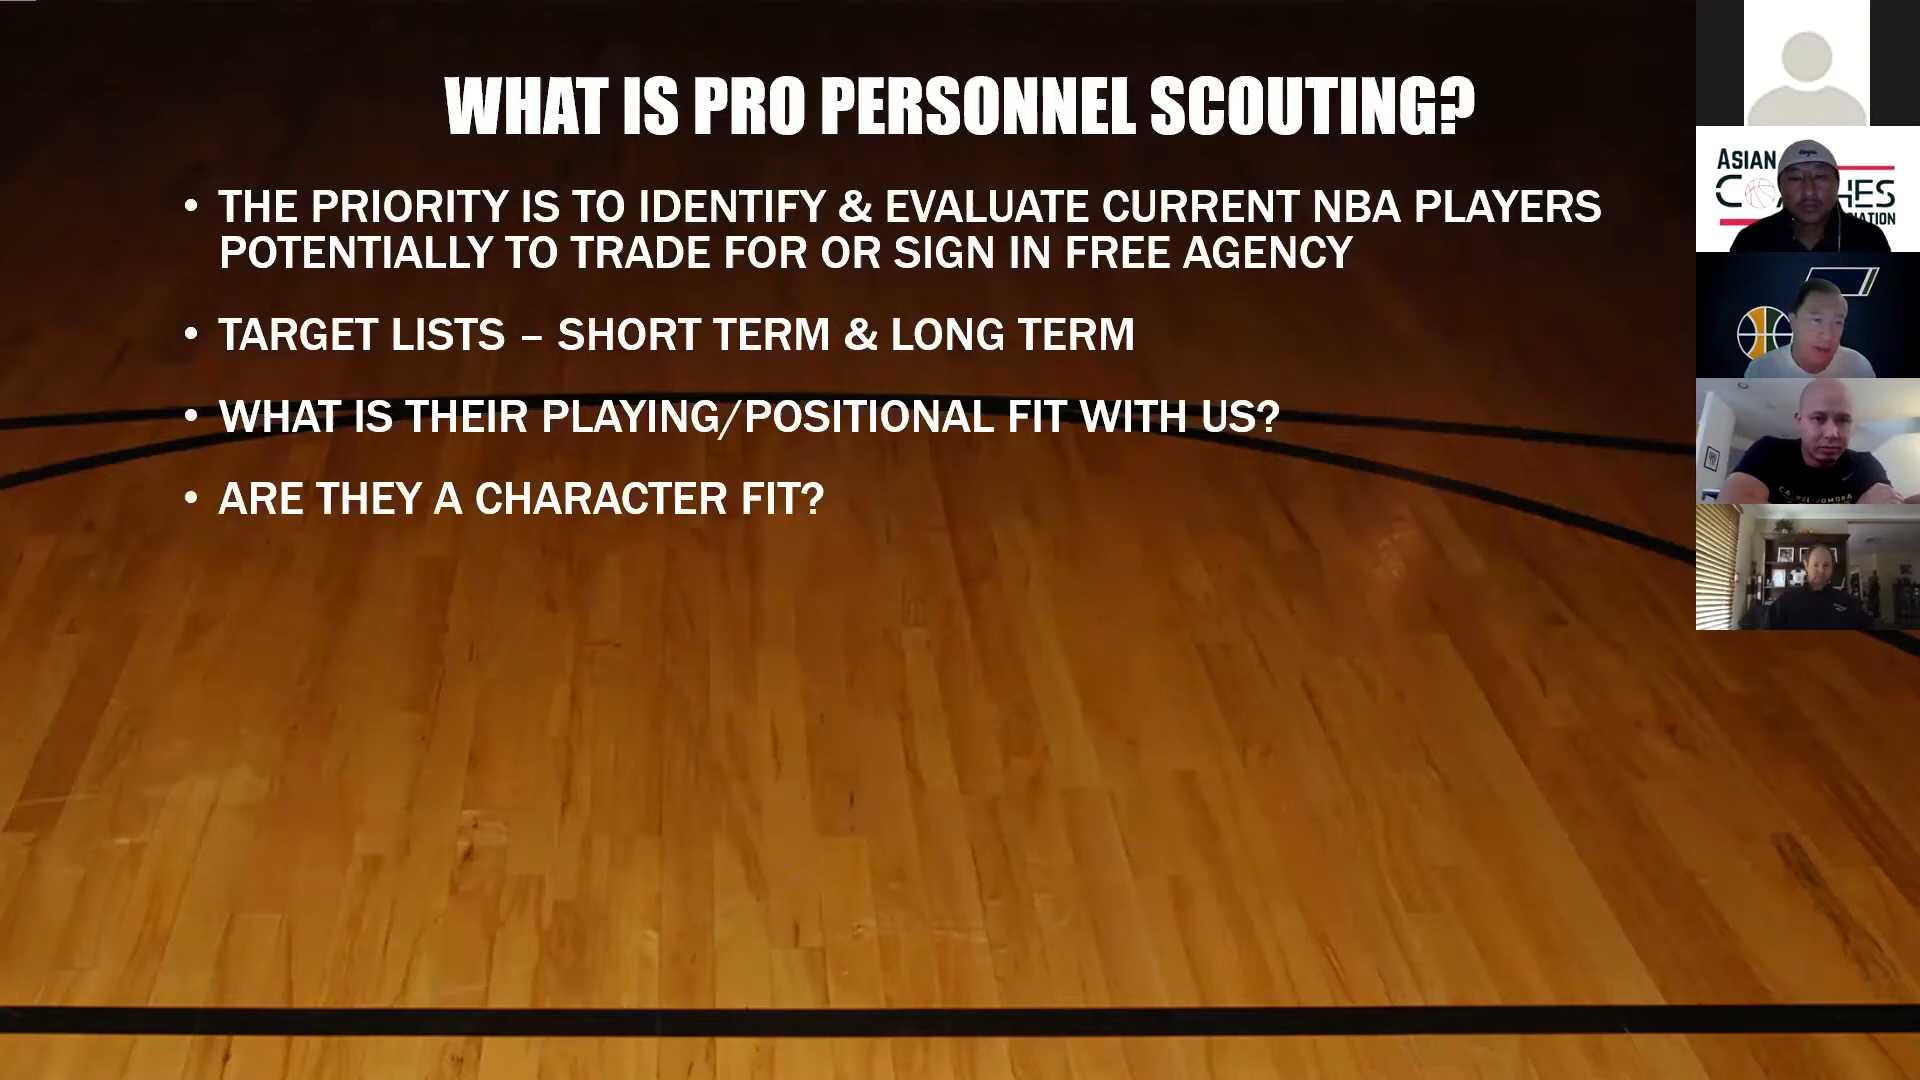 WHAT IS PRO PERSONNEL SCOUTING?
• THE PRIORITY IS TO IDENTIFY & EVALUATE CURRENT NBA PLAYERS
POTENTIALLY TO TRADE FOR OR SIGN IN FREE AGENCY
• TARGET LISTS – SHORT TERM & LONG TERM
• WHAT IS THEIR PLAYING/POSITIONAL FIT WITH US?
• ARE THEY A CHARACTER FIT?
ASIAN